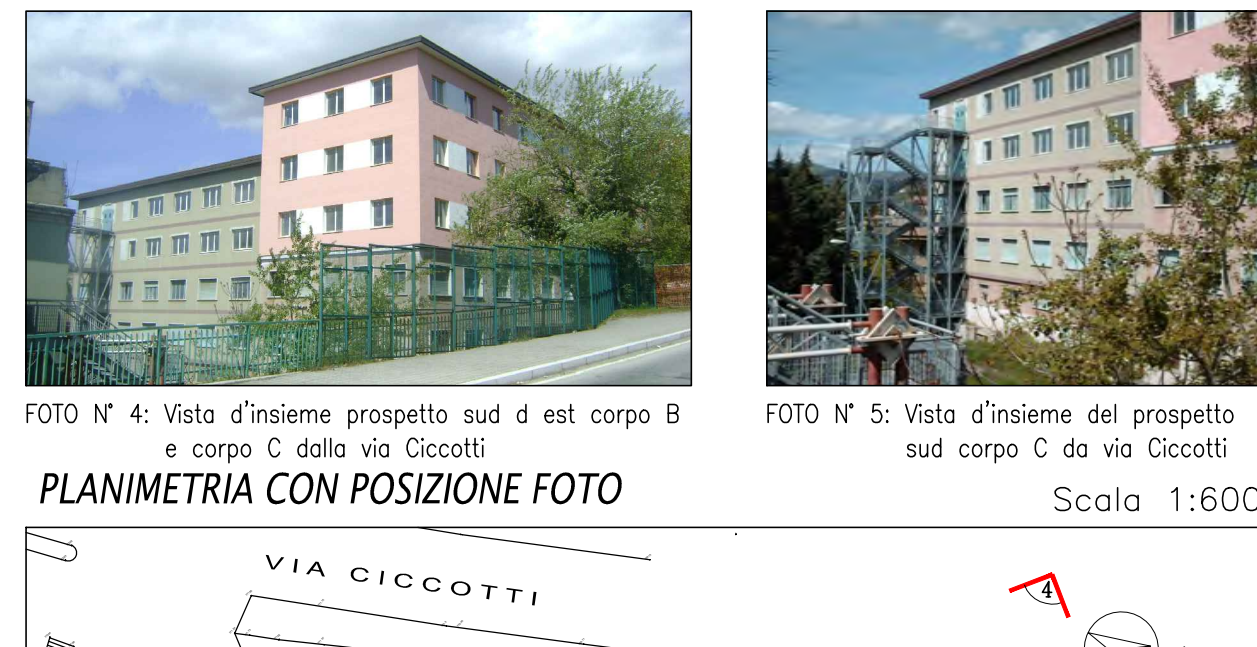 FOTO N° 4: Vista d'insieme prospetto sud d est corpo B
e corpo C dalla via Ciccotti
FOTO N° 5: Vista d'insieme del prospetto
sud corpo C da via Ciccotti
PLANIMETRIA CON POSIZIONE FOTO
Scala 1:600
VIA CICCOTTI
4